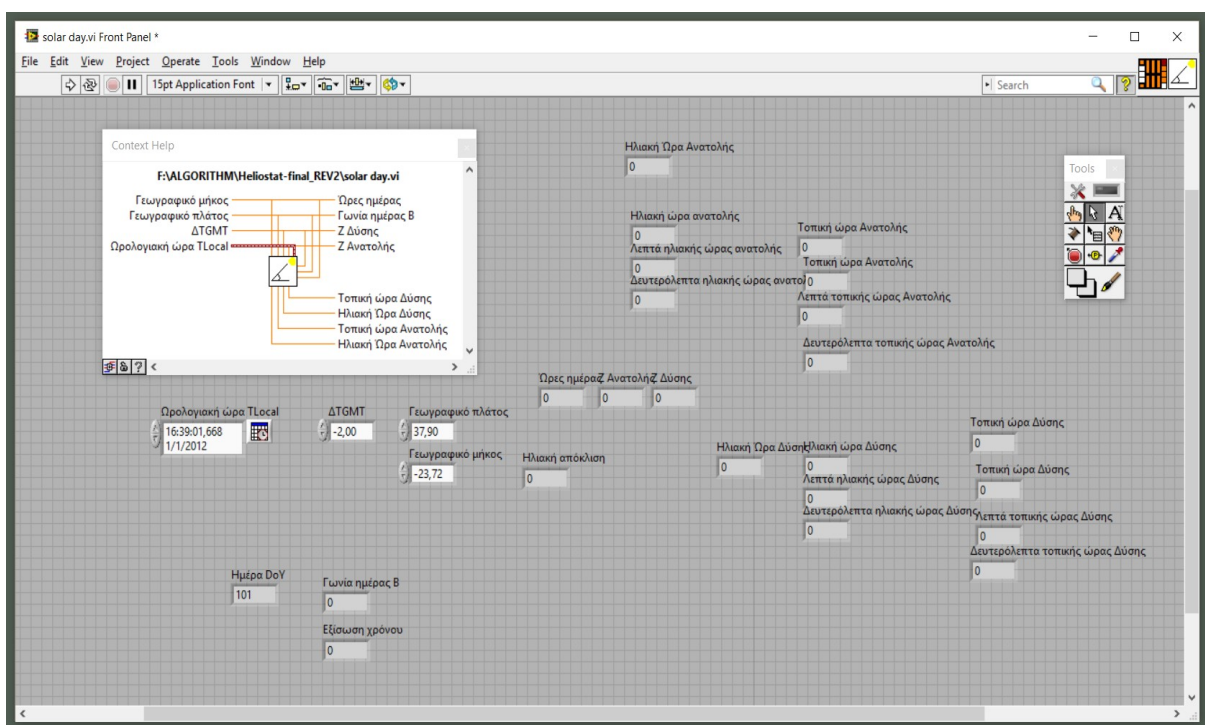 solar day.vi Front Panel *
File Edit View Project Operate Tools Window Help
15pt Application Font
Search
Context Help
F:\ALGORITHM\Heliostat-final_REV2\solar day.vi
Γεωγραφικό μήκος
Ώρες ημέρας
Γεωγραφικό πλάτος
Γωνία ημέρας Β
ΔTGMT
Ζ Δύσης
Ωρολογιακή ώρα TLocal
Ζ Ανατολής
Τοπική ώρα Δύσης
Ηλιακή Ώρα Δύσης
Τοπική ώρα Ανατολής
Ηλιακή Ώρα Ανατολής
Tools
Ηλιακή Ώρα Ανατολής
0
Ηλιακή ώρα ανατολής
0
Λεπτά ηλιακής ώρας ανατολής
0
Δευτερόλεπτα ηλιακής ώρας ανατολ
0
Τοπική ώρα Ανατολής
0
Τοπική ώρα Ανατολής
0
Λεπτά τοπικής ώρας Ανατολής
0
Δευτερόλεπτα τοπικής ώρας Ανατολής
0
Ώρες ημέρας
0
Ζ Ανατολής
0
Ζ Δύσης
0
Ωρολογιακή ώρα TLocal
16:39:01,668
1/1/2012
ΔTGMT
-2,00
Γεωγραφικό πλάτος
37,90
Γεωγραφικό μήκος
-23,72
Ηλιακή απόκλιση
0
Ηλιακή Ώρα Δύσης
0
Ηλιακή ώρα Δύσης
0
Λεπτά ηλιακής ώρας Δύσης
0
Δευτερόλεπτα ηλιακής ώρας Δύσης
0
Τοπική ώρα Δύσης
0
Τοπική ώρα Δύσης
0
Λεπτά τοπικής ώρας Δύσης
0
Δευτερόλεπτα τοπικής ώρας Δύσης
0
Ημέρα DoY
101
Γωνία ημέρας Β
0
Εξίσωση χρόνου
0